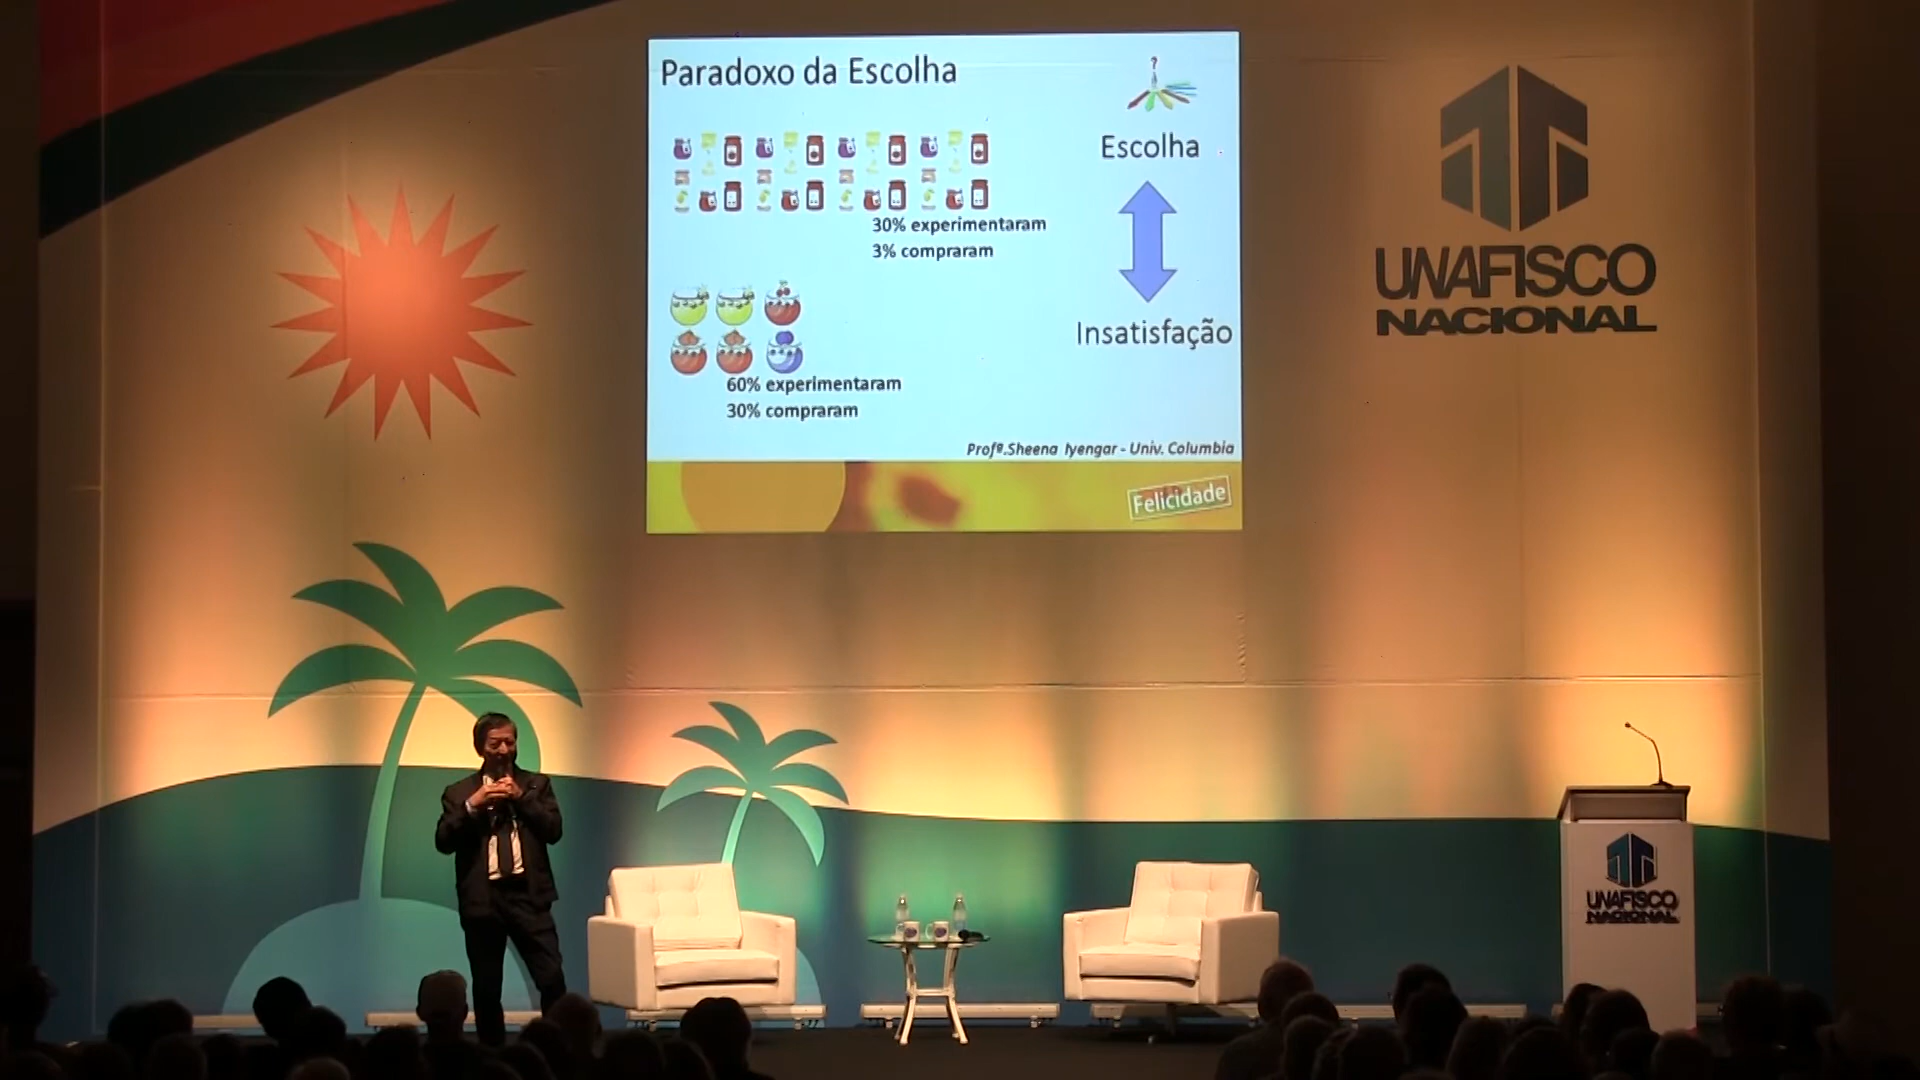 Paradoxo da Escolha
?
Escolha
30% experimentaram
3% compraram
Insatisfação
60% experimentaram
30% compraram
Profª.Sheena Iyengar - Univ. Columbia
Felicidade
UNAFISCO
NACIONAL
UNAFISCO
NACIONAL